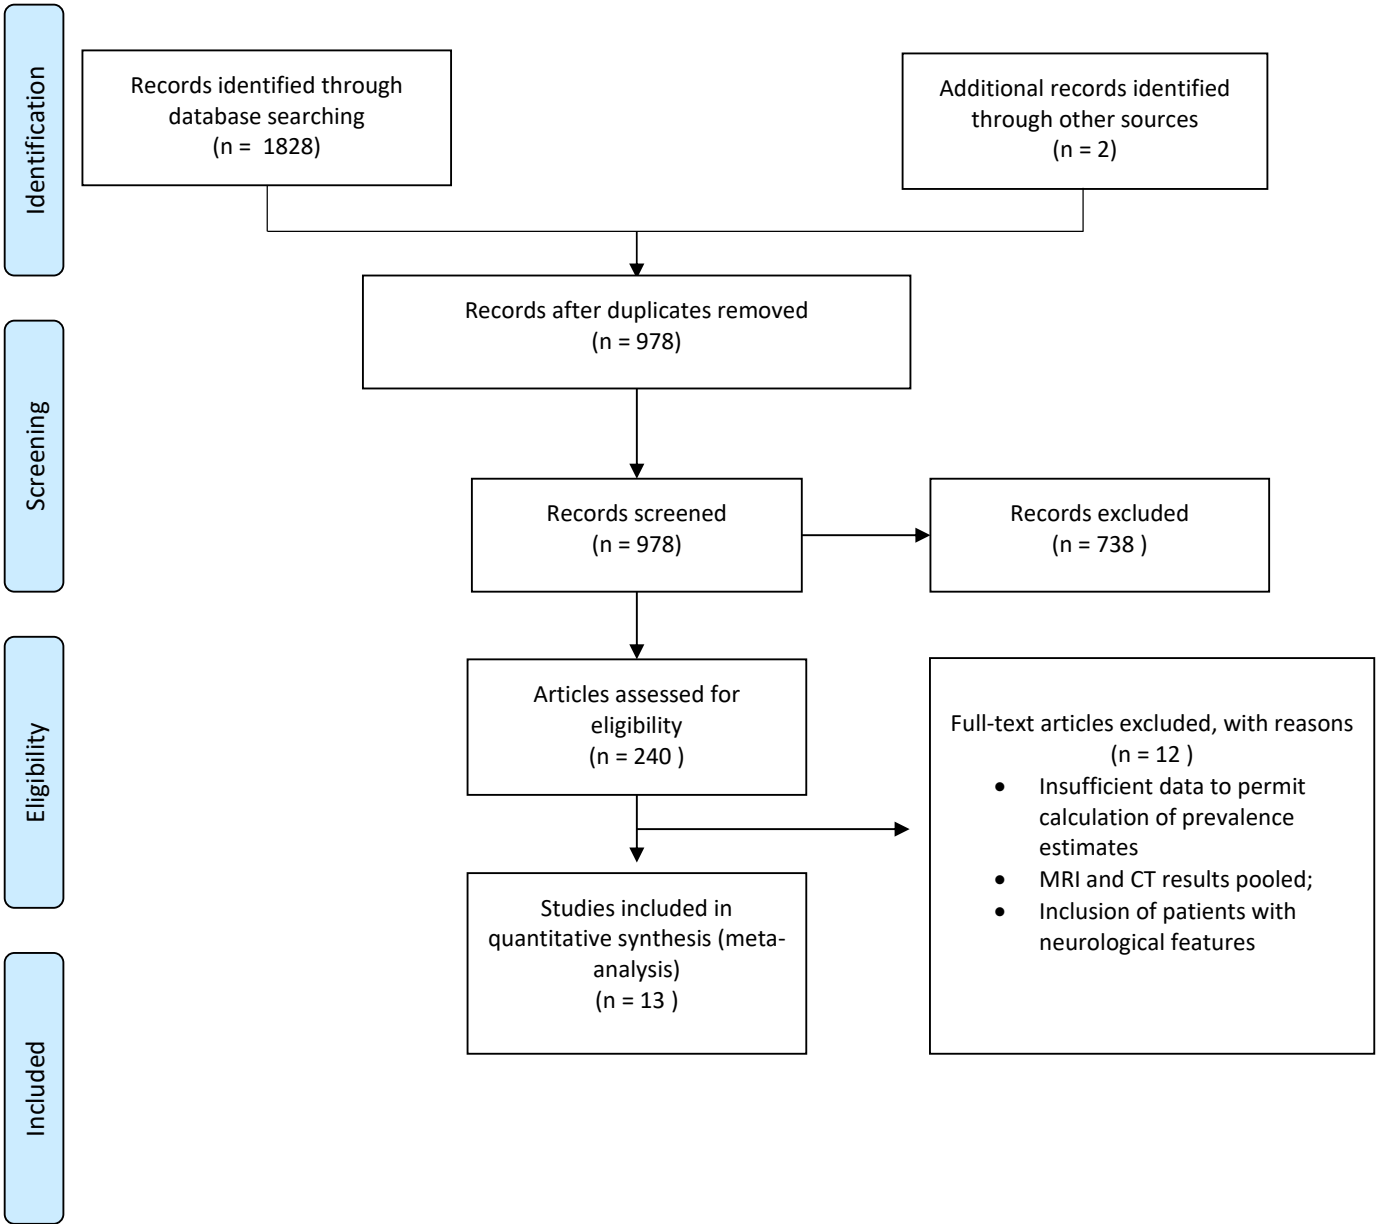 Identification
Records identified through
database searching
(n =  1828)
Additional records identified
through other sources
(n = 2)
Records after duplicates removed
(n = 978)
Screening
Records screened
(n = 978)
Records excluded
(n = 738 )
Eligibility
Articles assessed for
eligibility
(n = 240 )
Full-text articles excluded, with reasons
(n = 12 )
• Insufficient data to permit
calculation of prevalence
estimates
• MRI and CT results pooled;
• Inclusion of patients with
neurological features
Included
Studies included in
quantitative synthesis (meta-
analysis)
(n = 13 )